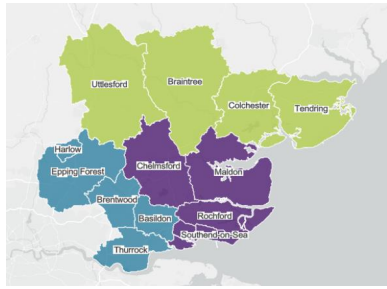 Uttlesford
Braintree
Colchester
Tendring
Harlow
Epping Forest
Chelmsford
Maldon
Brentwood
Basildon
Rochford
Southend-on-Sea
Thurrock